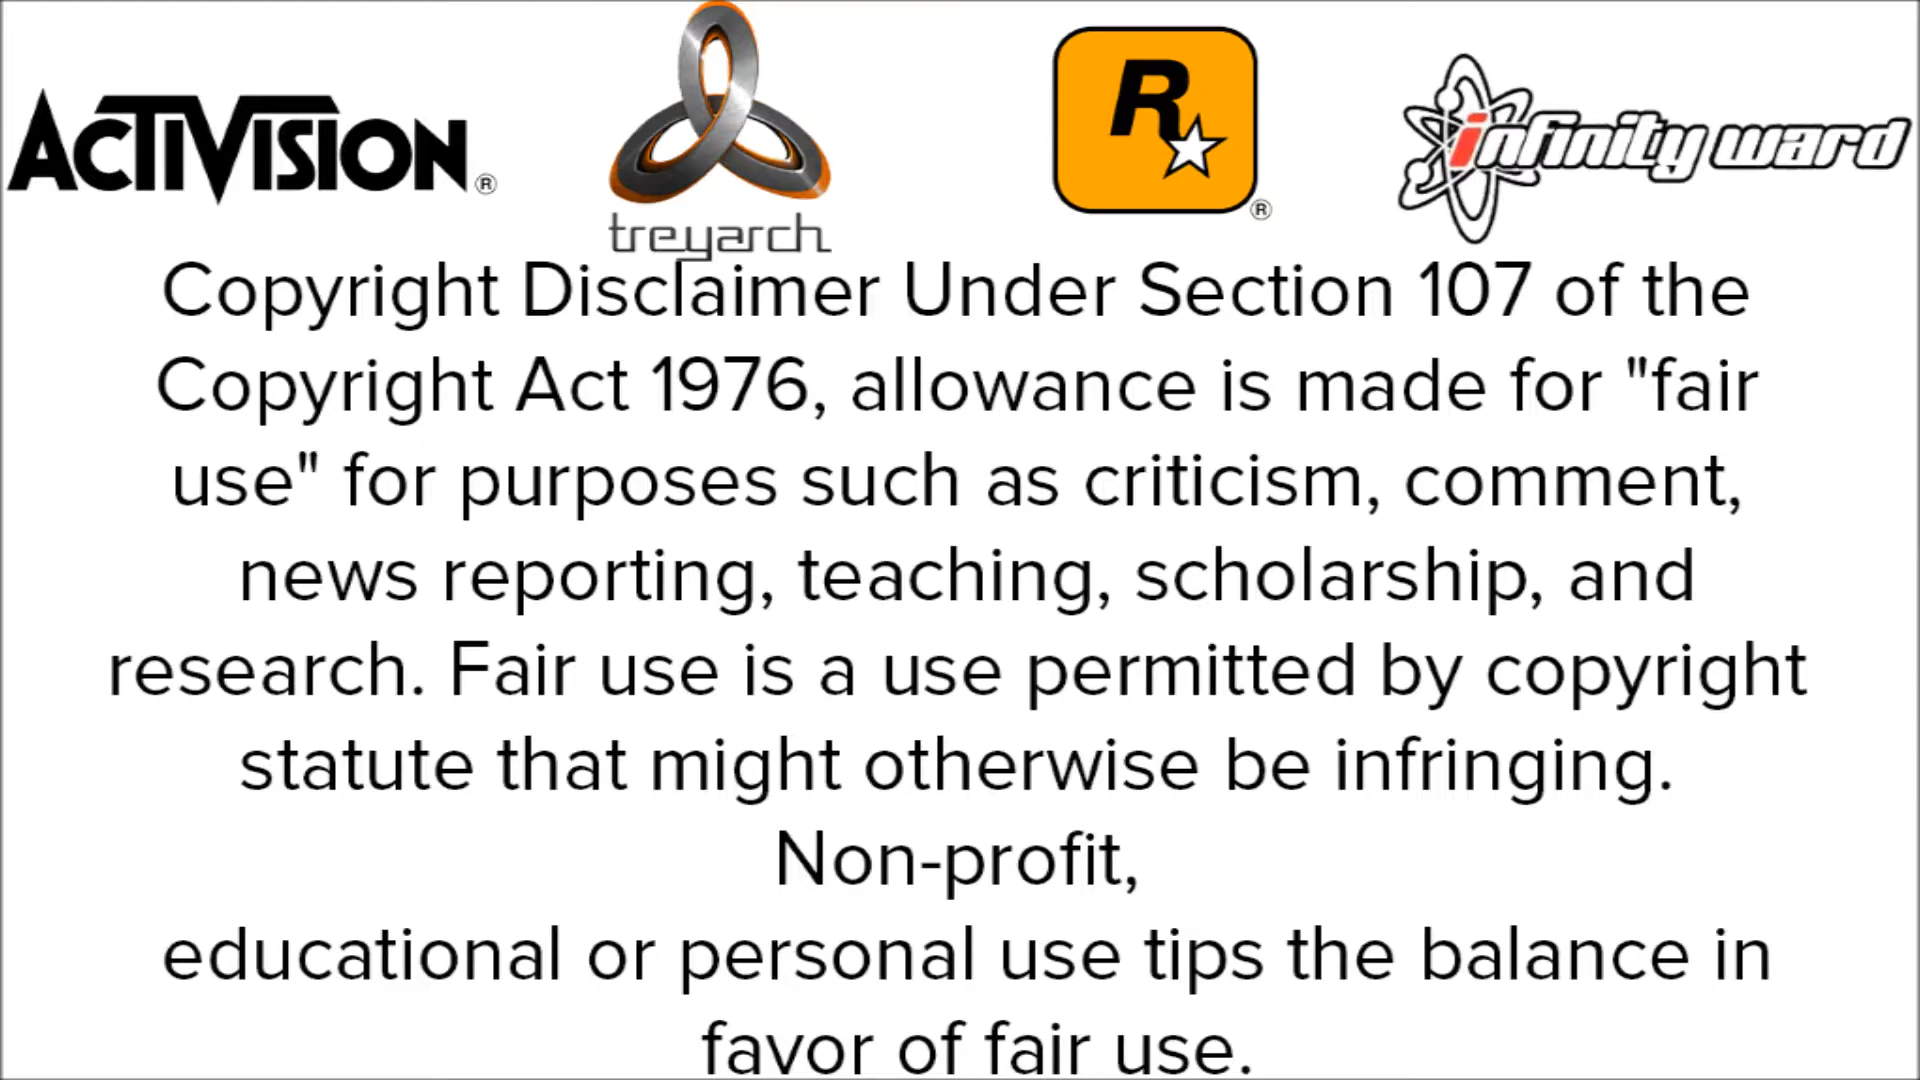 ACTIVISION®
treyarch
R
®
infinity ward
Copyright Disclaimer Under Section 107 of the
Copyright Act 1976, allowance is made for "fair
use" for purposes such as criticism, comment,
news reporting, teaching, scholarship, and
research. Fair use is a use permitted by copyright
statute that might otherwise be infringing.
Non-profit,
educational or personal use tips the balance in
favor of fair use.